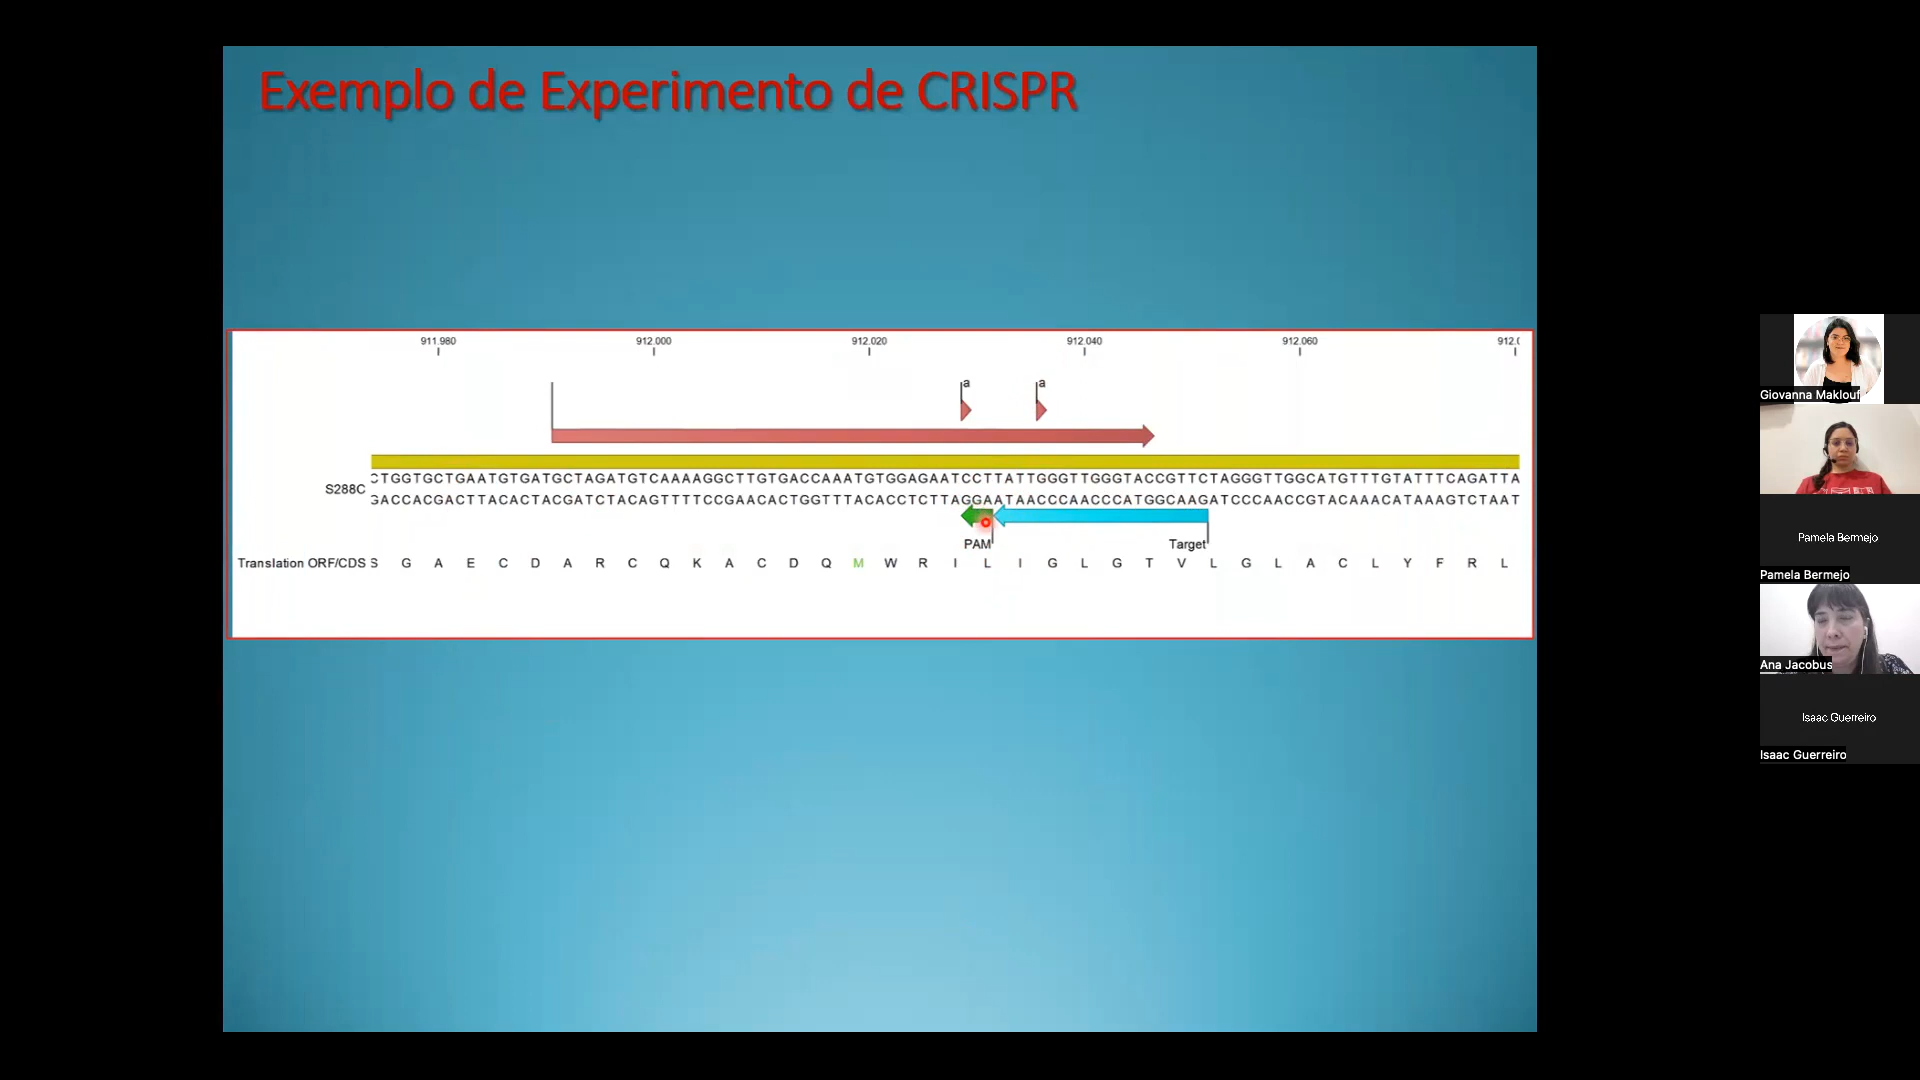 Exemplo de Experimento de CRISPR
911.980 912.000 912.020 912.040 912.060
a a
S288C
CTGGTGCTGAATGTGATGCTAGATGTCAAAAGGCTTGTGACCAAATGTGGAGAATCCTTATTGGGTTGGGTACCGTTCTAGGGTTGGCATGTTTGTATTTCAGATTA
GACCACGACTTACACTACGATCTACAGTTTTCCGAACACTGGTTTACACCTCTTAGGAATAACCCAACCCATGGCAAGATCCCAACCGTACAAACATAAAGTCTAAT
PAM Target
Translation ORF/CDS S G A E C D A R C Q K A C D Q M W R I L I G L G T V L G L A C L Y F R L
Giovanna Maklouf
Pamela Bermejo
Pamela Bermejo
Ana Jacobus
Isaac Guerreiro
Isaac Guerreiro